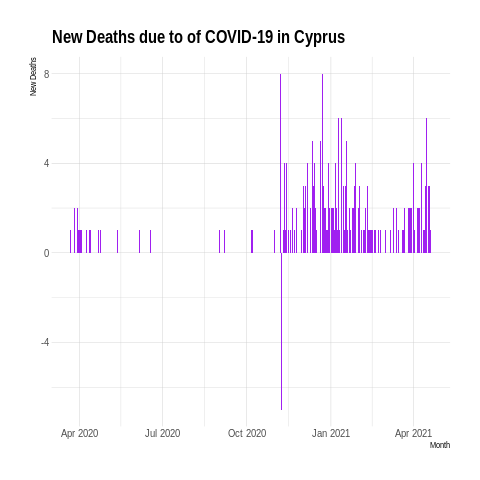 New Deaths due to of COVID-19 in Cyprus
New Deaths
8
4
0
-4
Apr 2020 Jul 2020 Oct 2020 Jan 2021 Apr 2021
Month